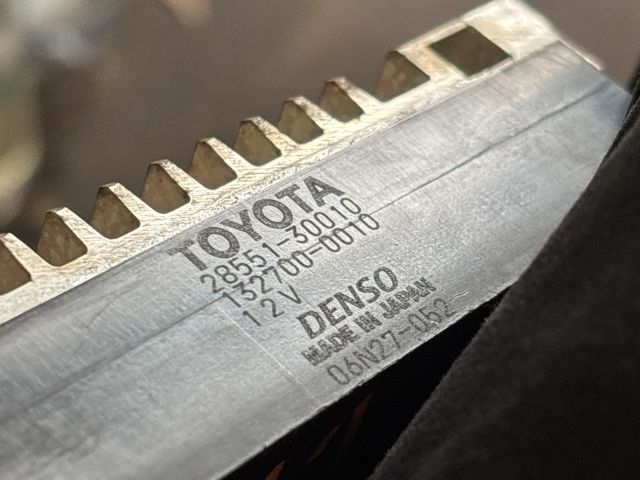 TOYOTA
28551-30010
132700-0010
12V
DENSO
MADE IN JAPAN
06N27-052